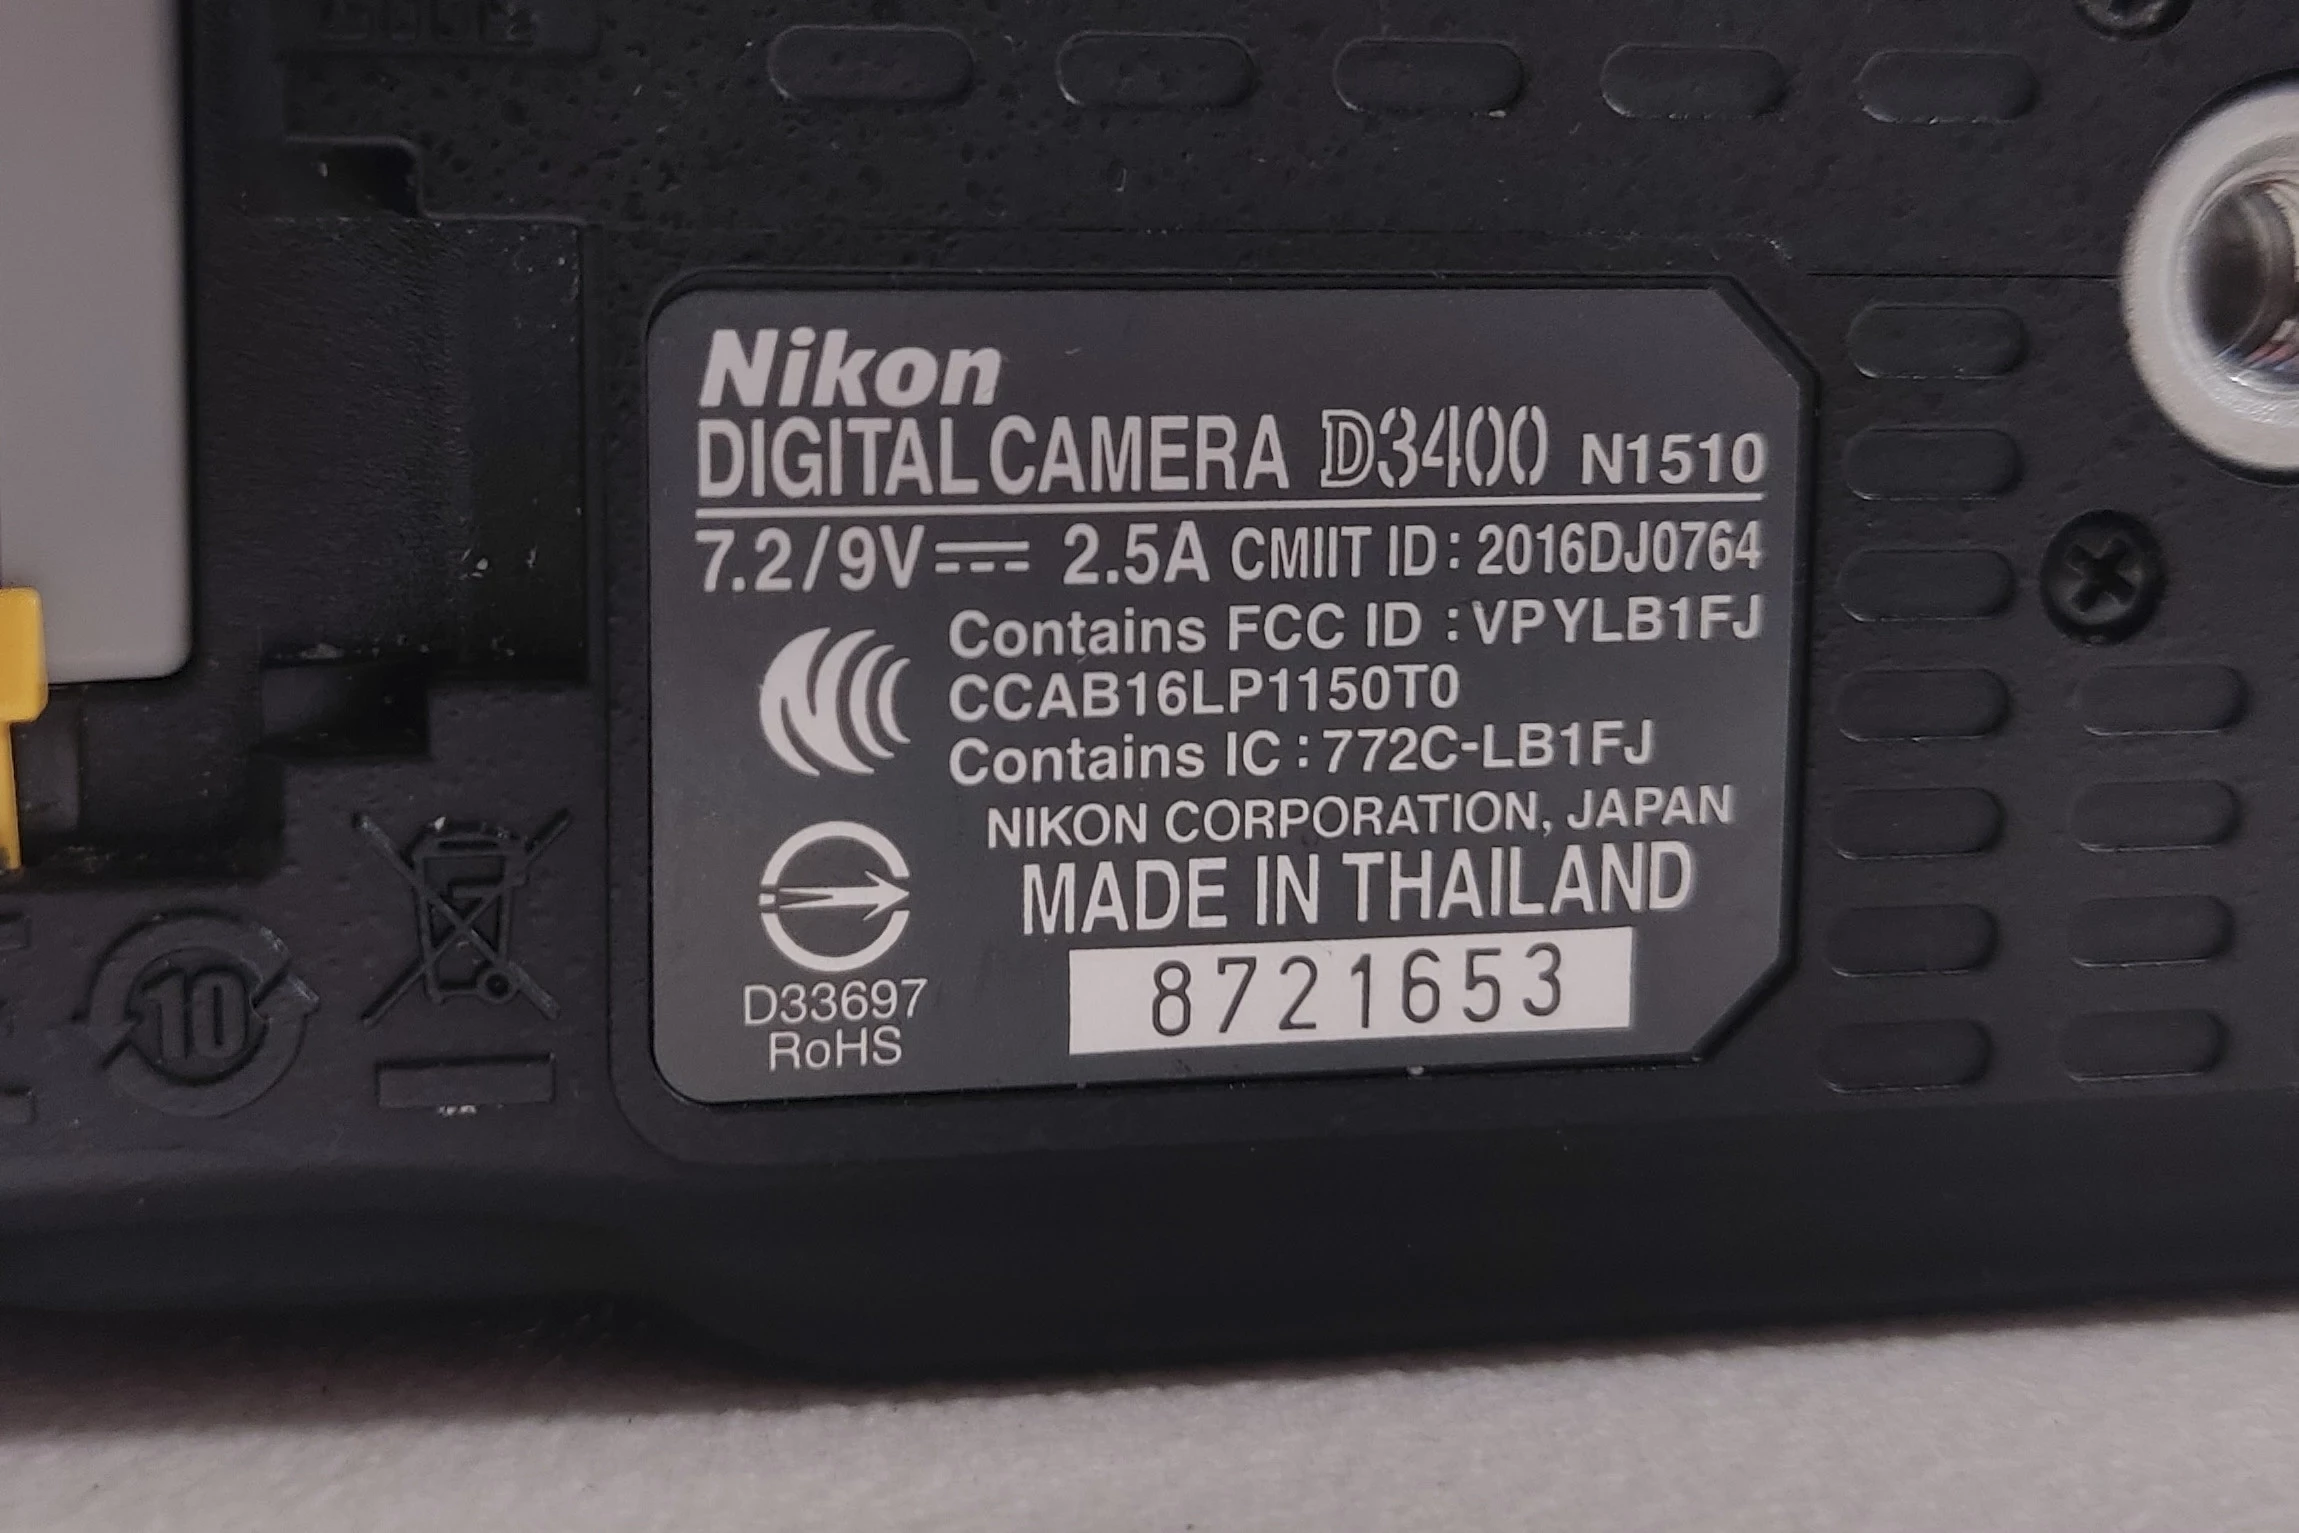 Nikon
DIGITAL CAMERA D3400 N1510
7.2/9V 2.5A CMIIT ID: 2016DJ0764
Contains FCC ID : VPYLB1FJ
CCAB16LP1150T0
Contains IC : 772C-LB1FJ
NIKON CORPORATION, JAPAN
MADE IN THAILAND
8721653
D33697
RoHS
10